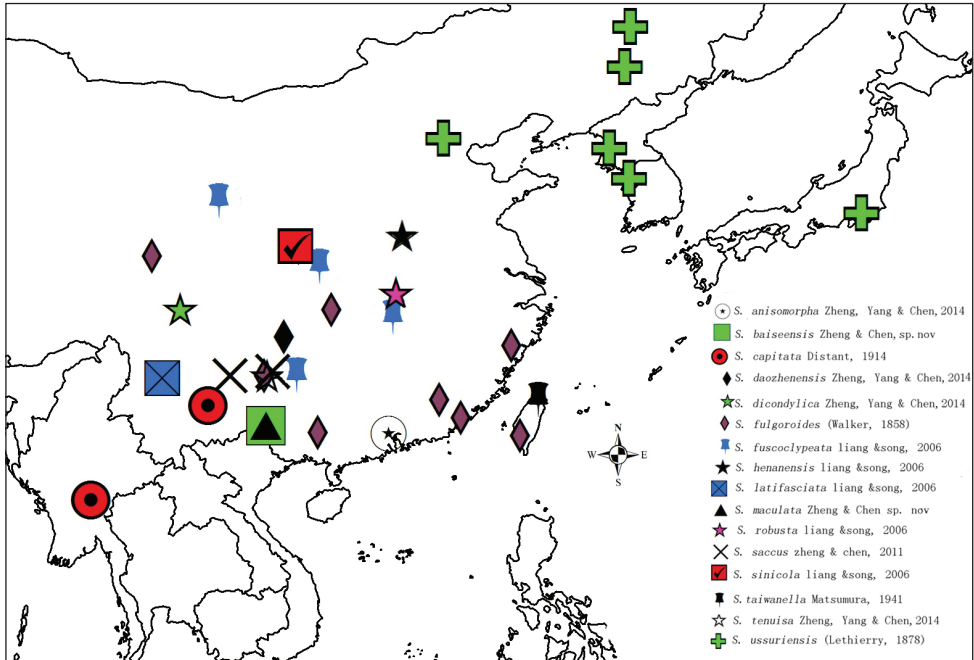 N
W E
S
S. anisomorpha Zheng, Yang & Chen, 2014
S. baiseensis Zheng & Chen, sp. nov
S. capitata Distant, 1914
S. daozhenensis Zheng, Yang & Chen, 2014
S. dicondylica Zheng, Yang & Chen, 2014
S. fulgoroides (Walker, 1858)
S. fuscoclypeata liang &song, 2006
S. henanensis liang &song, 2006
S. latifasciata liang &song, 2006
S. maculata Zheng & Chen sp. nov
S. robusta liang &song, 2006
S. saccus zheng & chen, 2011
S. sinicola liang &song, 2006
S. taiwanella Matsumura, 1941
S. tenuisa Zheng, Yang & Chen, 2014
S. ussuriensis (Lethierry, 1878)